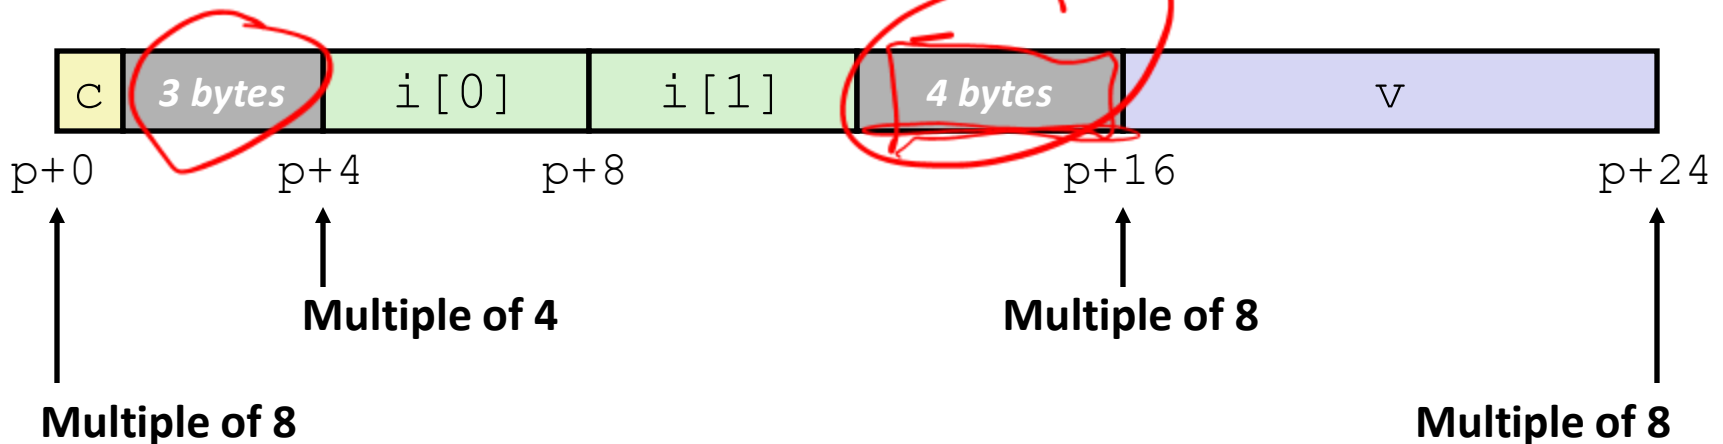 c 3 bytes i[0] i[1] 4 bytes v
p+0 p+4 p+8 p+16 p+24
Multiple of 4 Multiple of 8
Multiple of 8 Multiple of 8